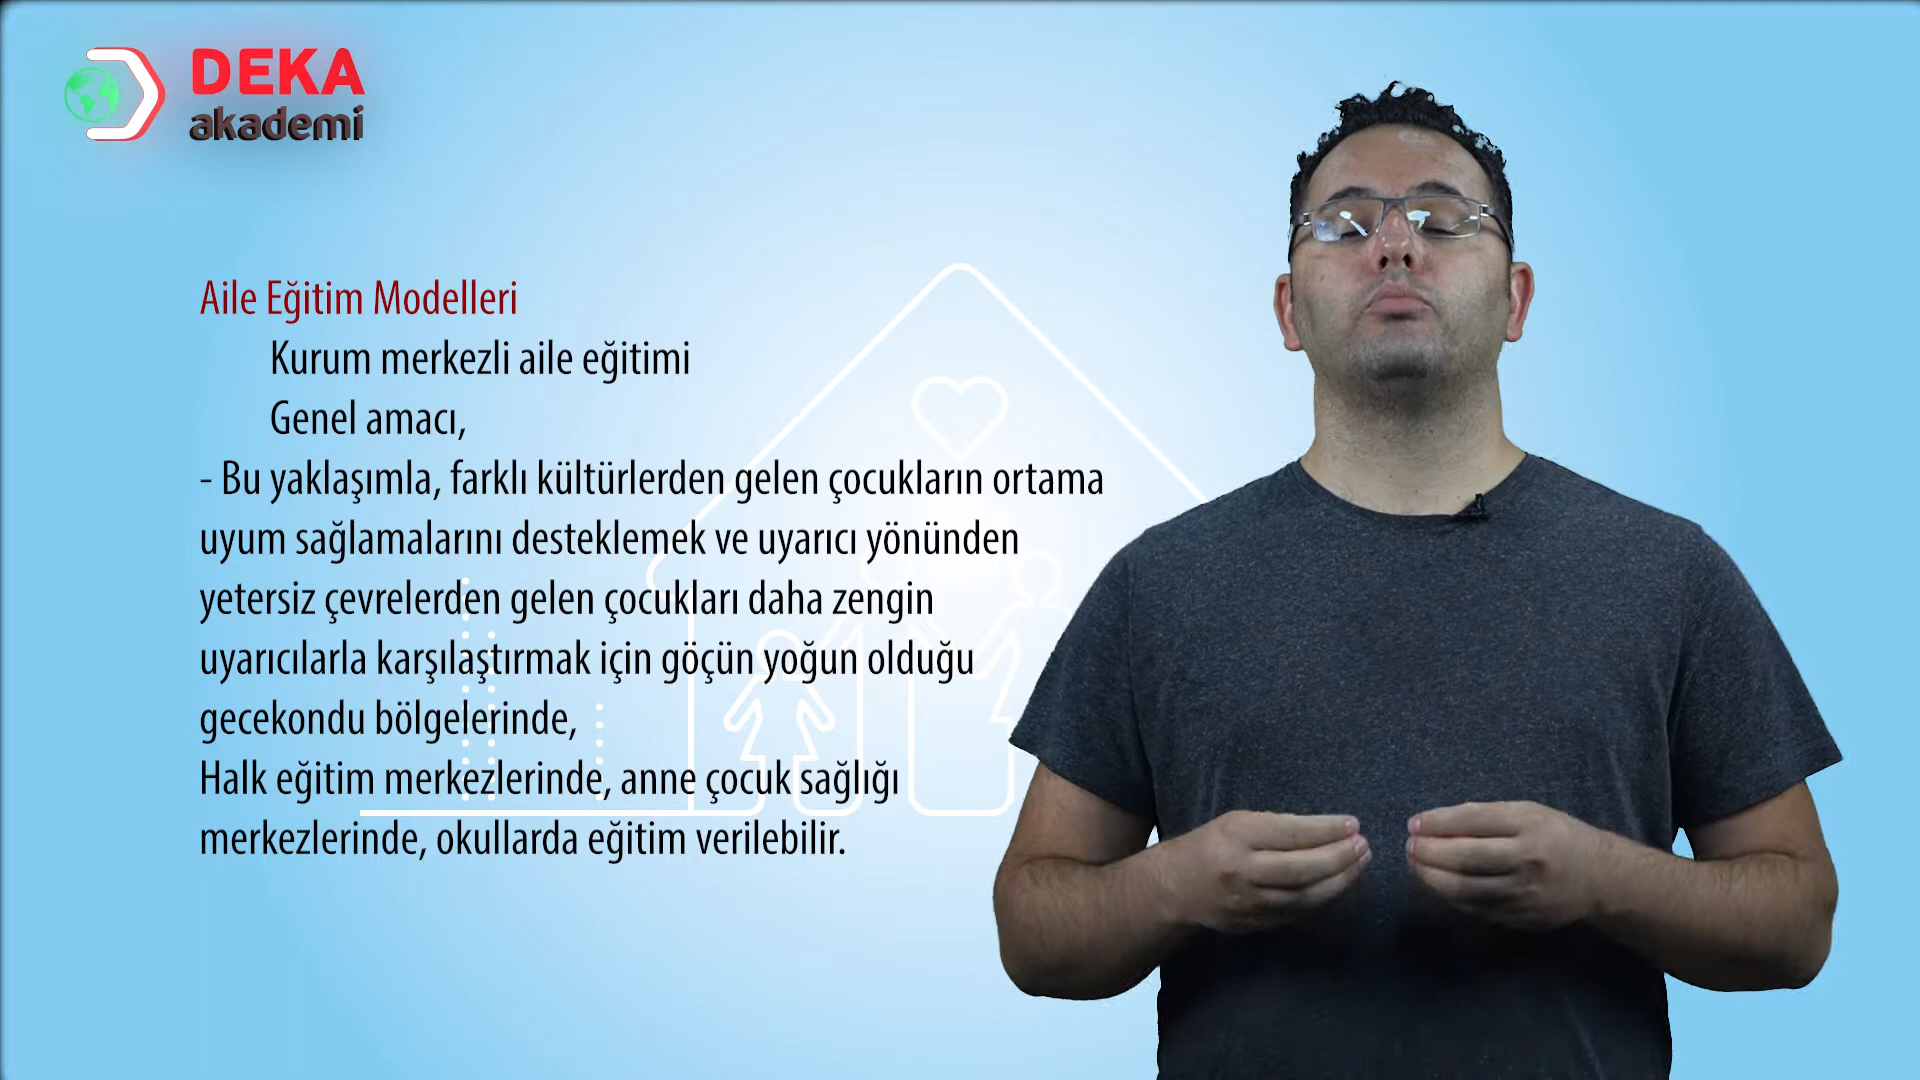 DEKA
akademi
Aile Eğitim Modelleri
Kurum merkezli aile eğitimi
Genel amacı,
- Bu yaklaşımla, farklı kültürlerden gelen çocukların ortama
uyum sağlamalarını desteklemek ve uyarıcı yönünden
yetersiz çevrelerden gelen çocukları daha zengin
uyarıcılarla karşılaştırmak için göçün yoğun olduğu
gecekondu bölgelerinde,
Halk eğitim merkezlerinde, anne çocuk sağlığı
merkezlerinde, okullarda eğitim verilebilir.